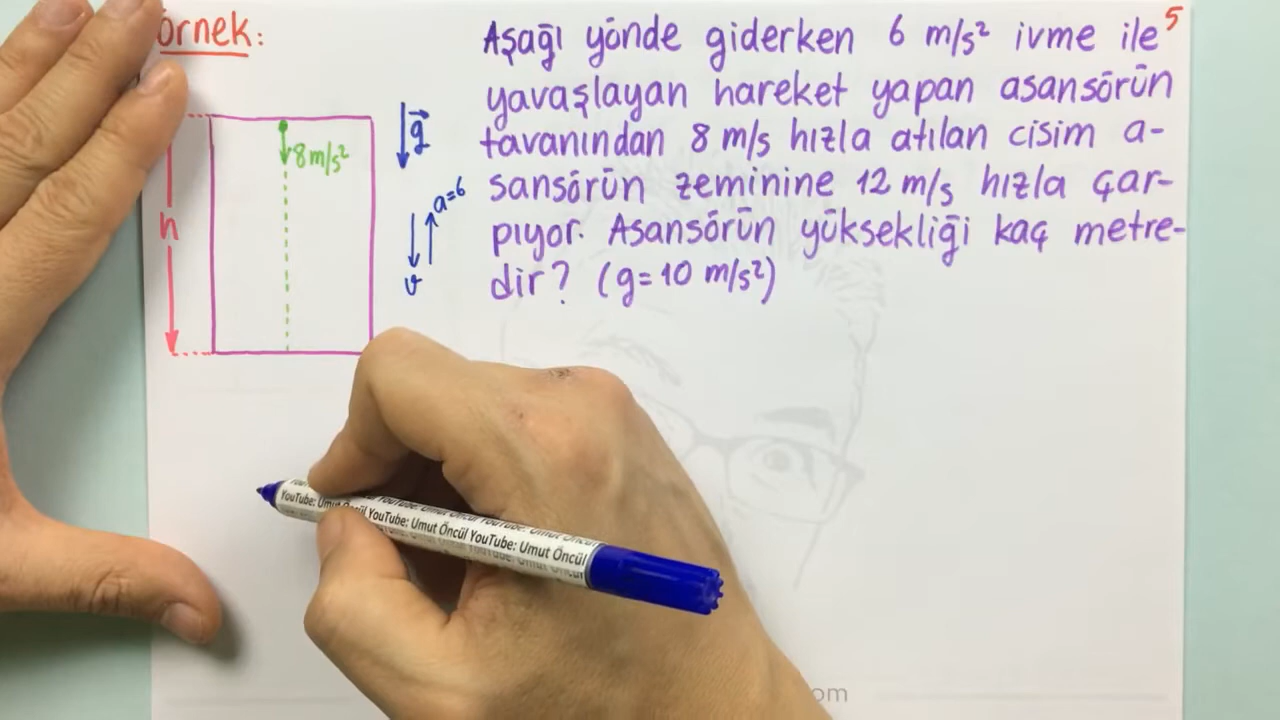 örnek:
Aşağı yönde giderken 6 m/s² ivme ile 5
yavaşlayan hareket yapan asansörün
tavanından 8 m/s hızla atılan cisim a-
sansörün zeminine 12 m/s hızla çar-
pıyor. Asansörün yüksekliği kaç metre-
dir? (g=10 m/s²)
8 m/s²
g
a=6
h
v
YouTube: Umut Öncül YouTube: Umut Öncül YouTube: Umut Öncül
om